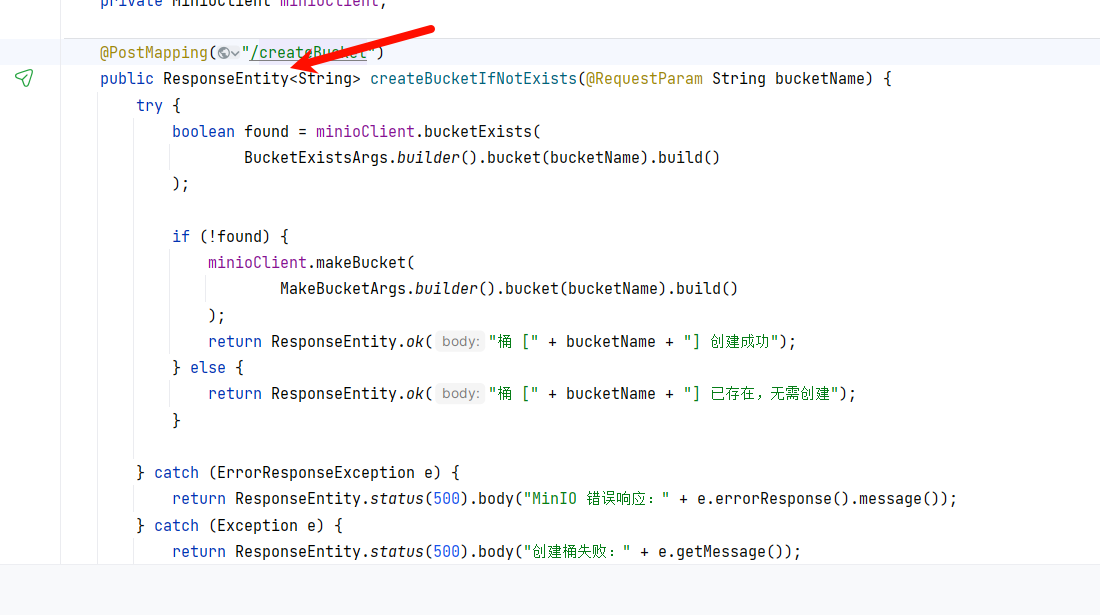 private MinioClient minioClient;
@PostMapping("/createBucket")
public ResponseEntity<String> createBucketIfNotExists(@RequestParam String bucketName) {
try {
boolean found = minioClient.bucketExists(
BucketExistsArgs.builder().bucket(bucketName).build()
);
if (!found) {
minioClient.makeBucket(
MakeBucketArgs.builder().bucket(bucketName).build()
);
return ResponseEntity.ok( body: "桶 [" + bucketName + "] 创建成功");
} else {
return ResponseEntity.ok( body: "桶 [" + bucketName + "] 已存在，无需创建");
}
} catch (ErrorResponseException e) {
return ResponseEntity.status(500).body("MinIO 错误响应：" + e.errorResponse().message());
} catch (Exception e) {
return ResponseEntity.status(500).body("创建桶失败：" + e.getMessage());